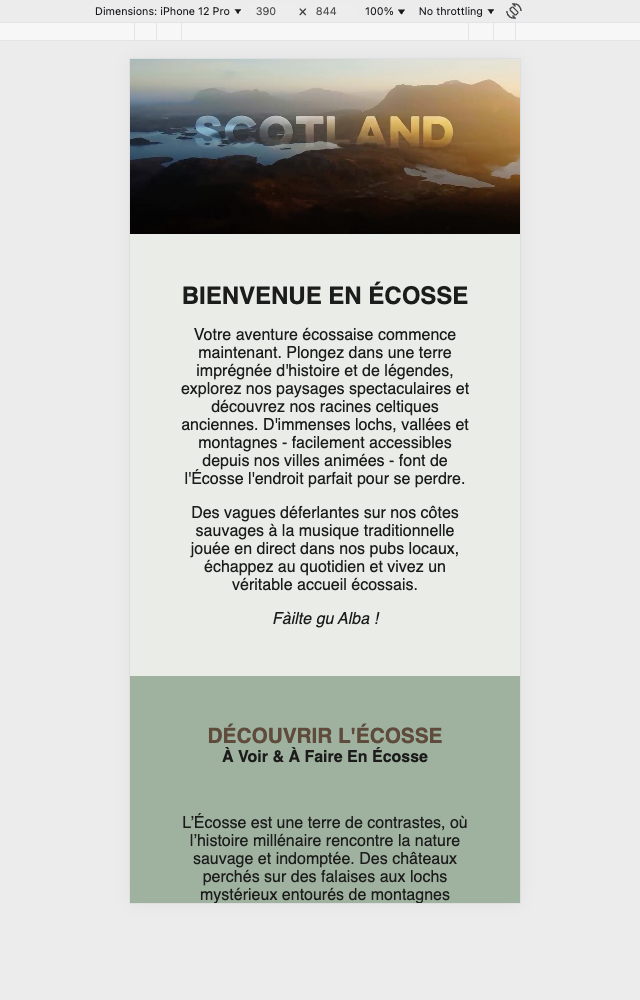 Dimensions: iPhone 12 Pro ▼ 390 × 844 100% ▼ No throttling ▼
SCOTLAND
BIENVENUE EN ÉCOSSE
Votre aventure écossaise commence
maintenant. Plongez dans une terre
imprégnée d'histoire et de légendes,
explorez nos paysages spectaculaires et
découvrez nos racines celtiques
anciennes. D'immenses lochs, vallées et
montagnes - facilement accessibles
depuis nos villes animées - font de
l'Écosse l'endroit parfait pour se perdre.
Des vagues déferlantes sur nos côtes
sauvages à la musique traditionnelle
jouée en direct dans nos pubs locaux,
échappez au quotidien et vivez un
véritable accueil écossais.
Fàilte gu Alba !
DÉCOUVRIR L'ÉCOSSE
À Voir & À Faire En Écosse
L’Écosse est une terre de contrastes, où
l’histoire millénaire rencontre la nature
sauvage et indomptée. Des châteaux
perchés sur des falaises aux lochs
mystérieux entourés de montagnes